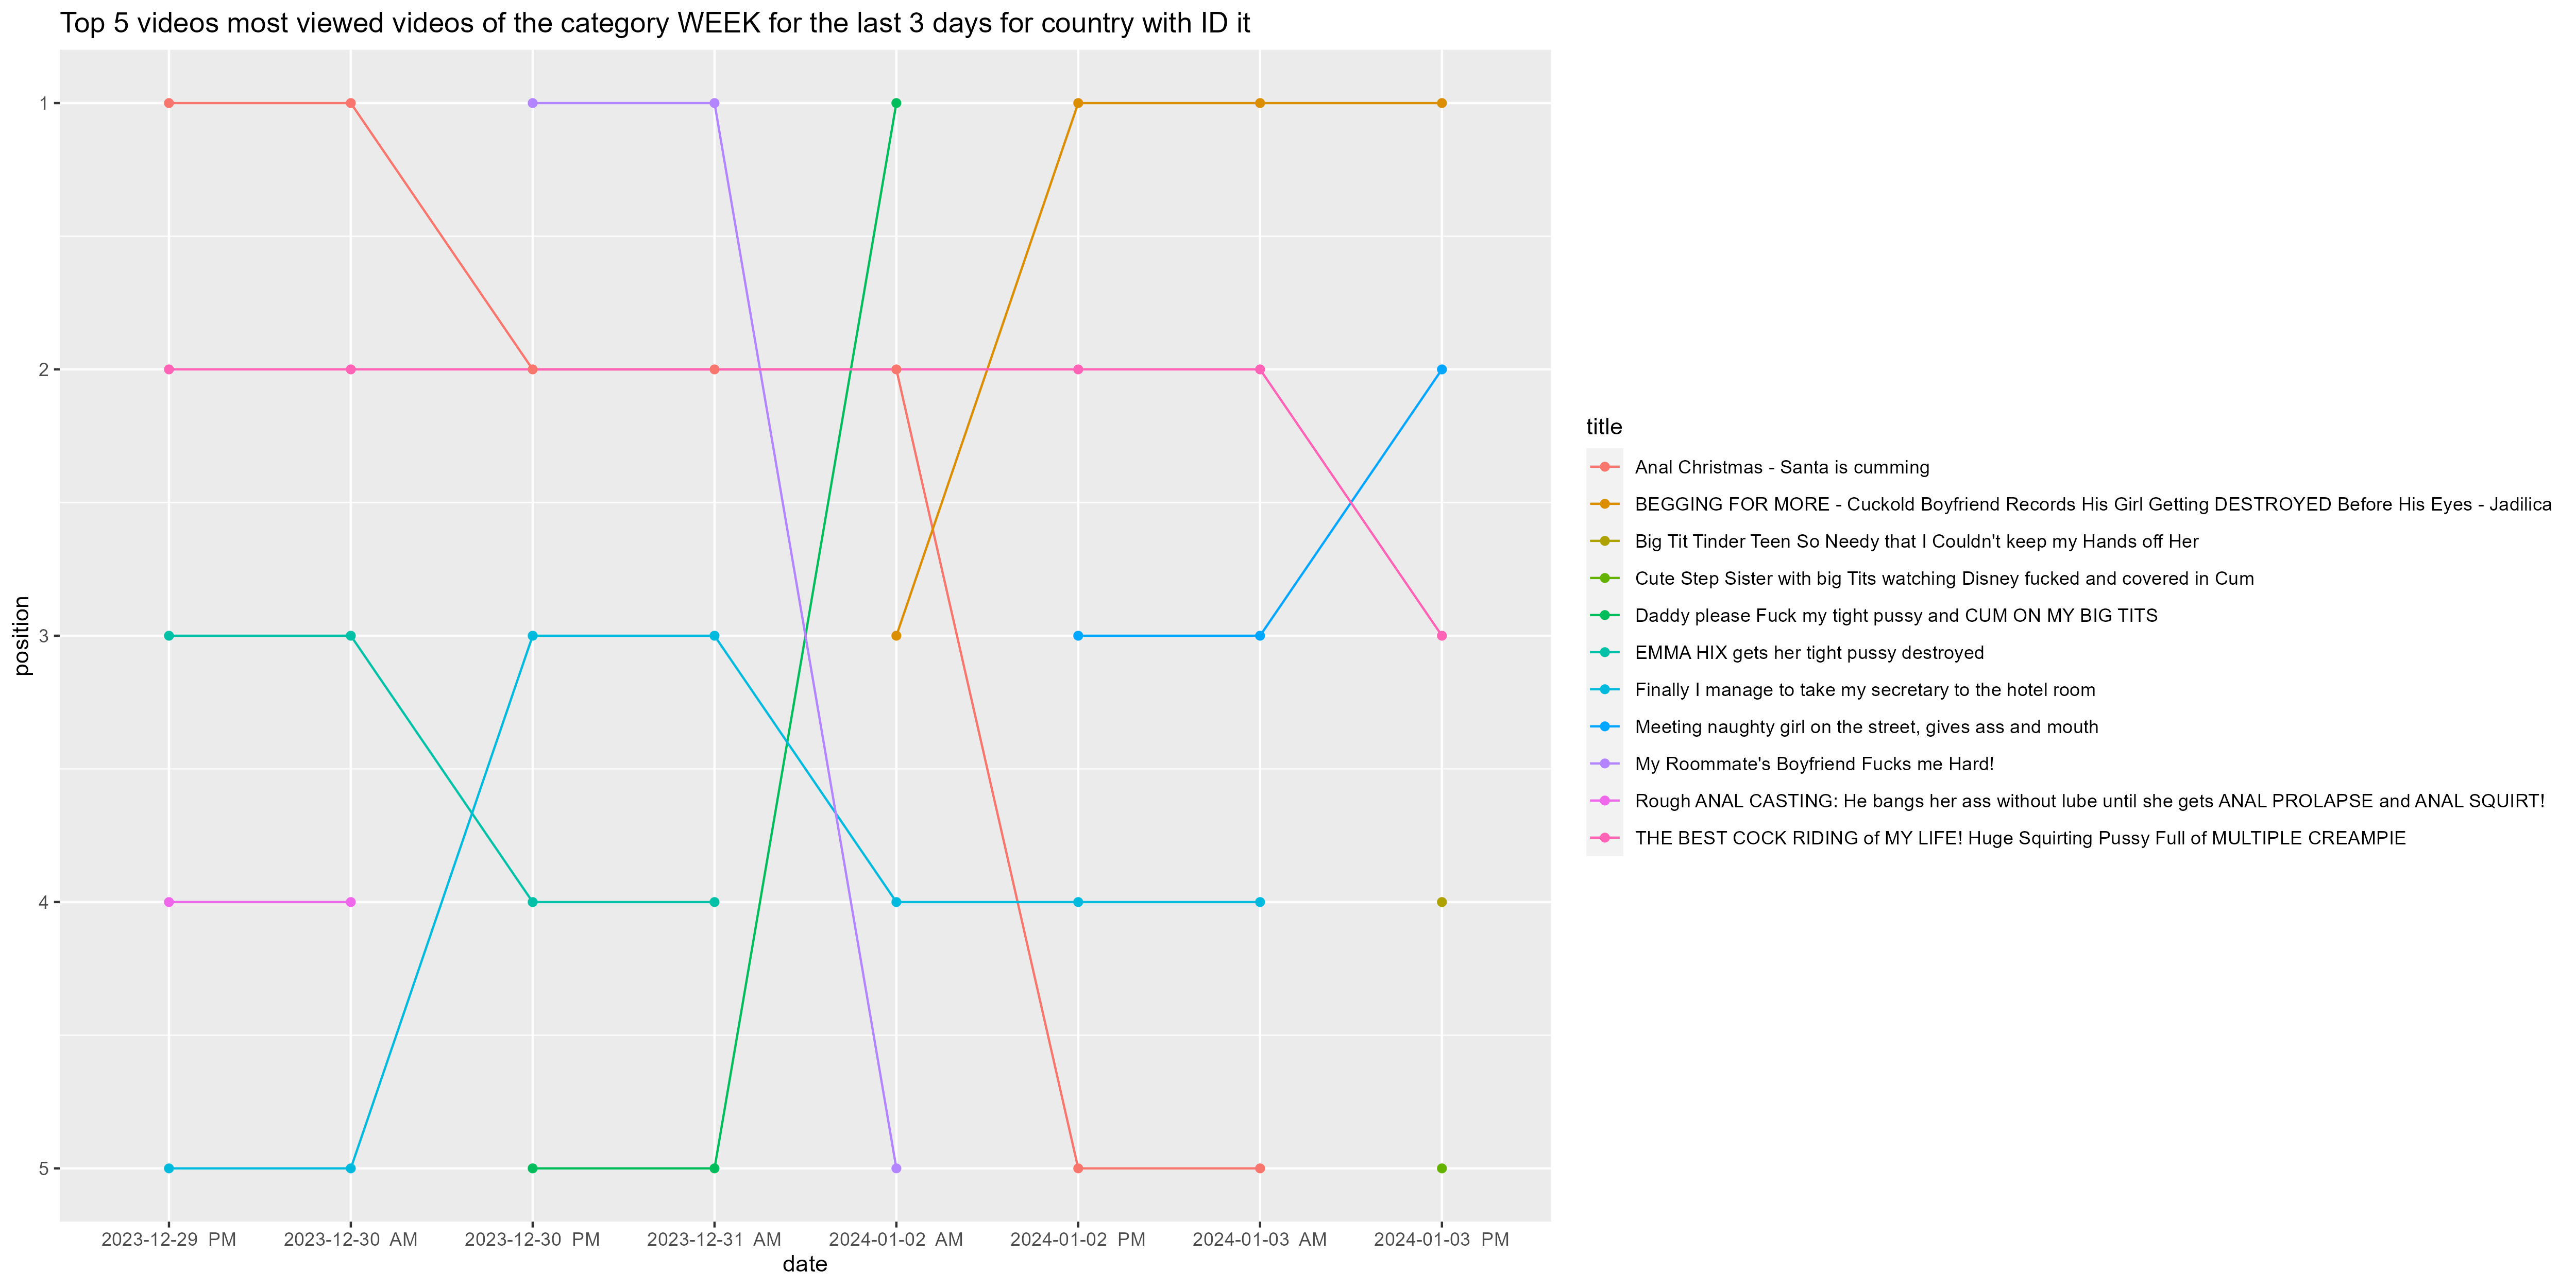 Top 5 videos most viewed videos of the category WEEK for the last 3 days for country with ID it
1
2
3
4
5
position
2023-12-29 PM
2023-12-30 AM
2023-12-30 PM
2023-12-31 AM
2024-01-02 AM
2024-01-02 PM
2024-01-03 AM
2024-01-03 PM
date
title
Anal Christmas - Santa is cumming
BEGGING FOR MORE - Cuckold Boyfriend Records His Girl Getting DESTROYED Before His Eyes - Jadilica
Big Tit Tinder Teen So Needy that I Couldn't keep my Hands off Her
Cute Step Sister with big Tits watching Disney fucked and covered in Cum
Daddy please Fuck my tight pussy and CUM ON MY BIG TITS
EMMA HIX gets her tight pussy destroyed
Finally I manage to take my secretary to the hotel room
Meeting naughty girl on the street, gives ass and mouth
My Roommate's Boyfriend Fucks me Hard!
Rough ANAL CASTING: He bangs her ass without lube until she gets ANAL PROLAPSE and ANAL SQUIRT!
THE BEST COCK RIDING of MY LIFE! Huge Squirting Pussy Full of MULTIPLE CREAMPIE